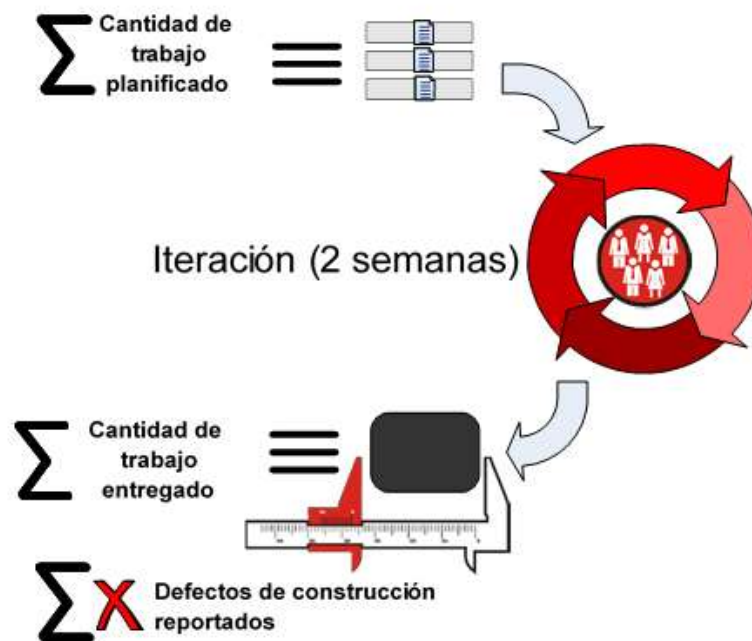 ∑ Cantidad de
trabajo
planificado
Iteración (2 semanas)
∑ Cantidad de
trabajo
entregado
∑ X Defectos de construcción
reportados